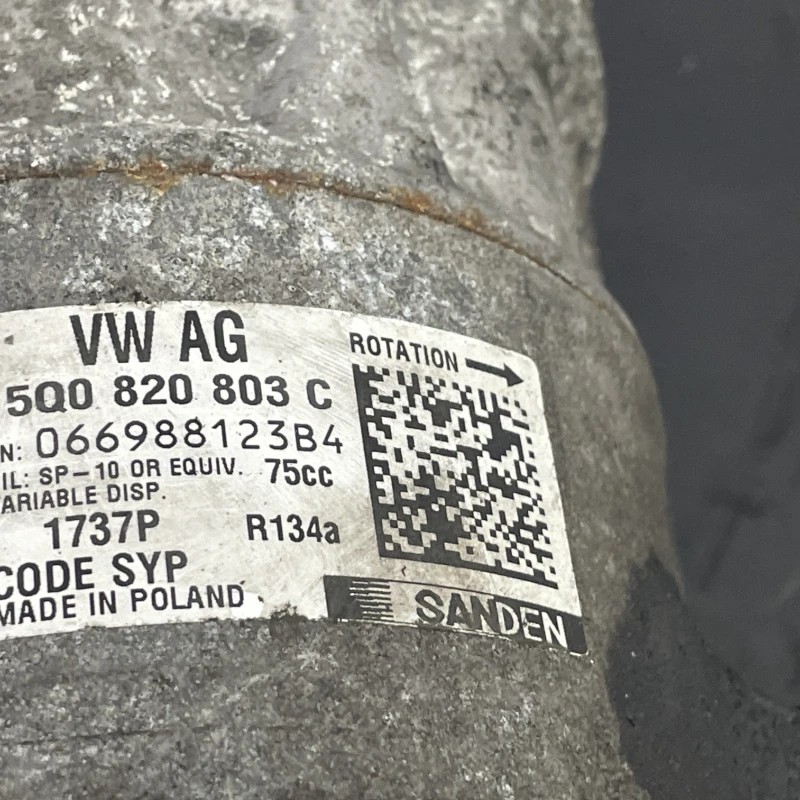 VW AG
ROTATION
5Q0 820 803 C
N: 066988123B4
IL: SP-10 OR EQUIV. 75cc
ARIABLE DISP.
1737P R134a
CODE SYP
MADE IN POLAND
SANDEN